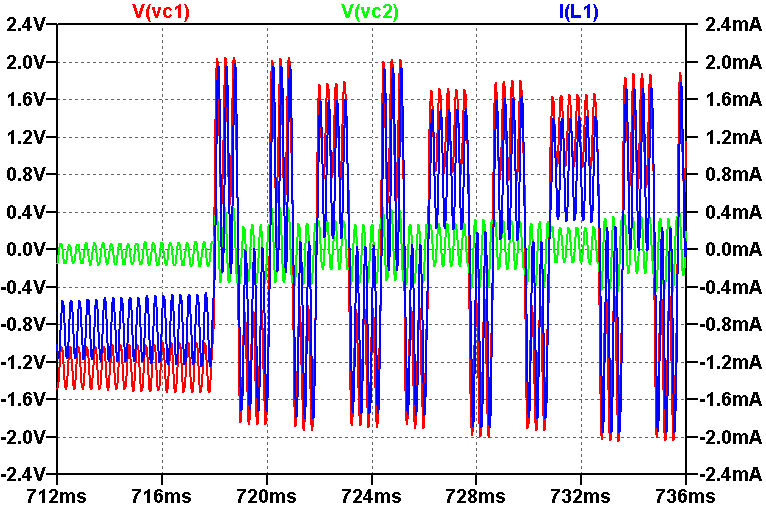 V(vc1) V(vc2) I(L1)
2.4V 2.4mA
2.0V 2.0mA
1.6V 1.6mA
1.2V 1.2mA
0.8V 0.8mA
0.4V 0.4mA
0.0V 0.0mA
-0.4V -0.4mA
-0.8V -0.8mA
-1.2V -1.2mA
-1.6V -1.6mA
-2.0V -2.0mA
-2.4V -2.4mA
712ms 716ms 720ms 724ms 728ms 732ms 736ms